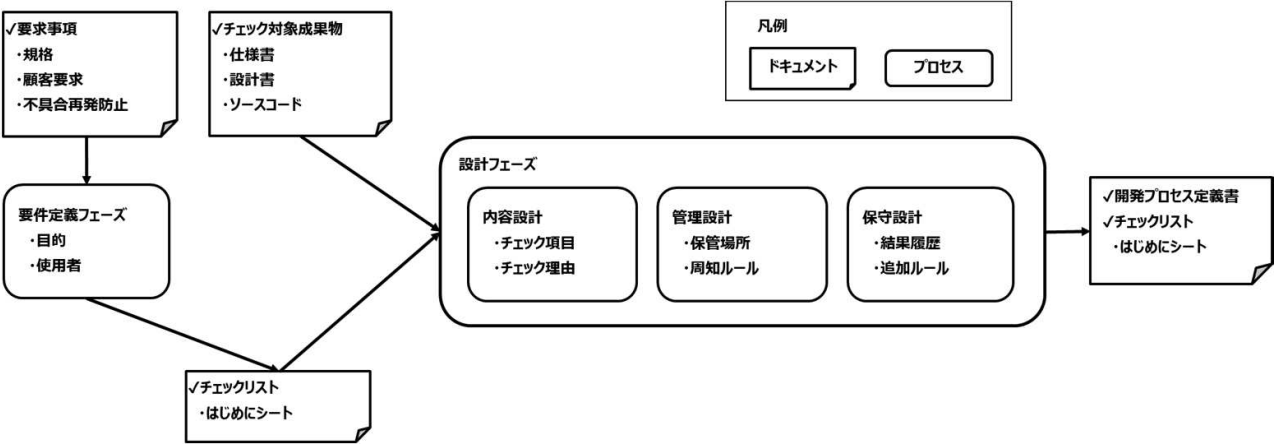 ✓要求事項
・規格
・顧客要求
・不具合再発防止
✓チェック対象成果物
・仕様書
・設計書
・ソースコード
凡例
ドキュメント
プロセス
要件定義フェーズ
・目的
・使用者
設計フェーズ
内容設計
・チェック項目
・チェック理由
管理設計
・保管場所
・周知ルール
保守設計
・結果履歴
・追加ルール
✓開発プロセス定義書
✓チェックリスト
・はじめにシート
✓チェックリスト
・はじめにシート